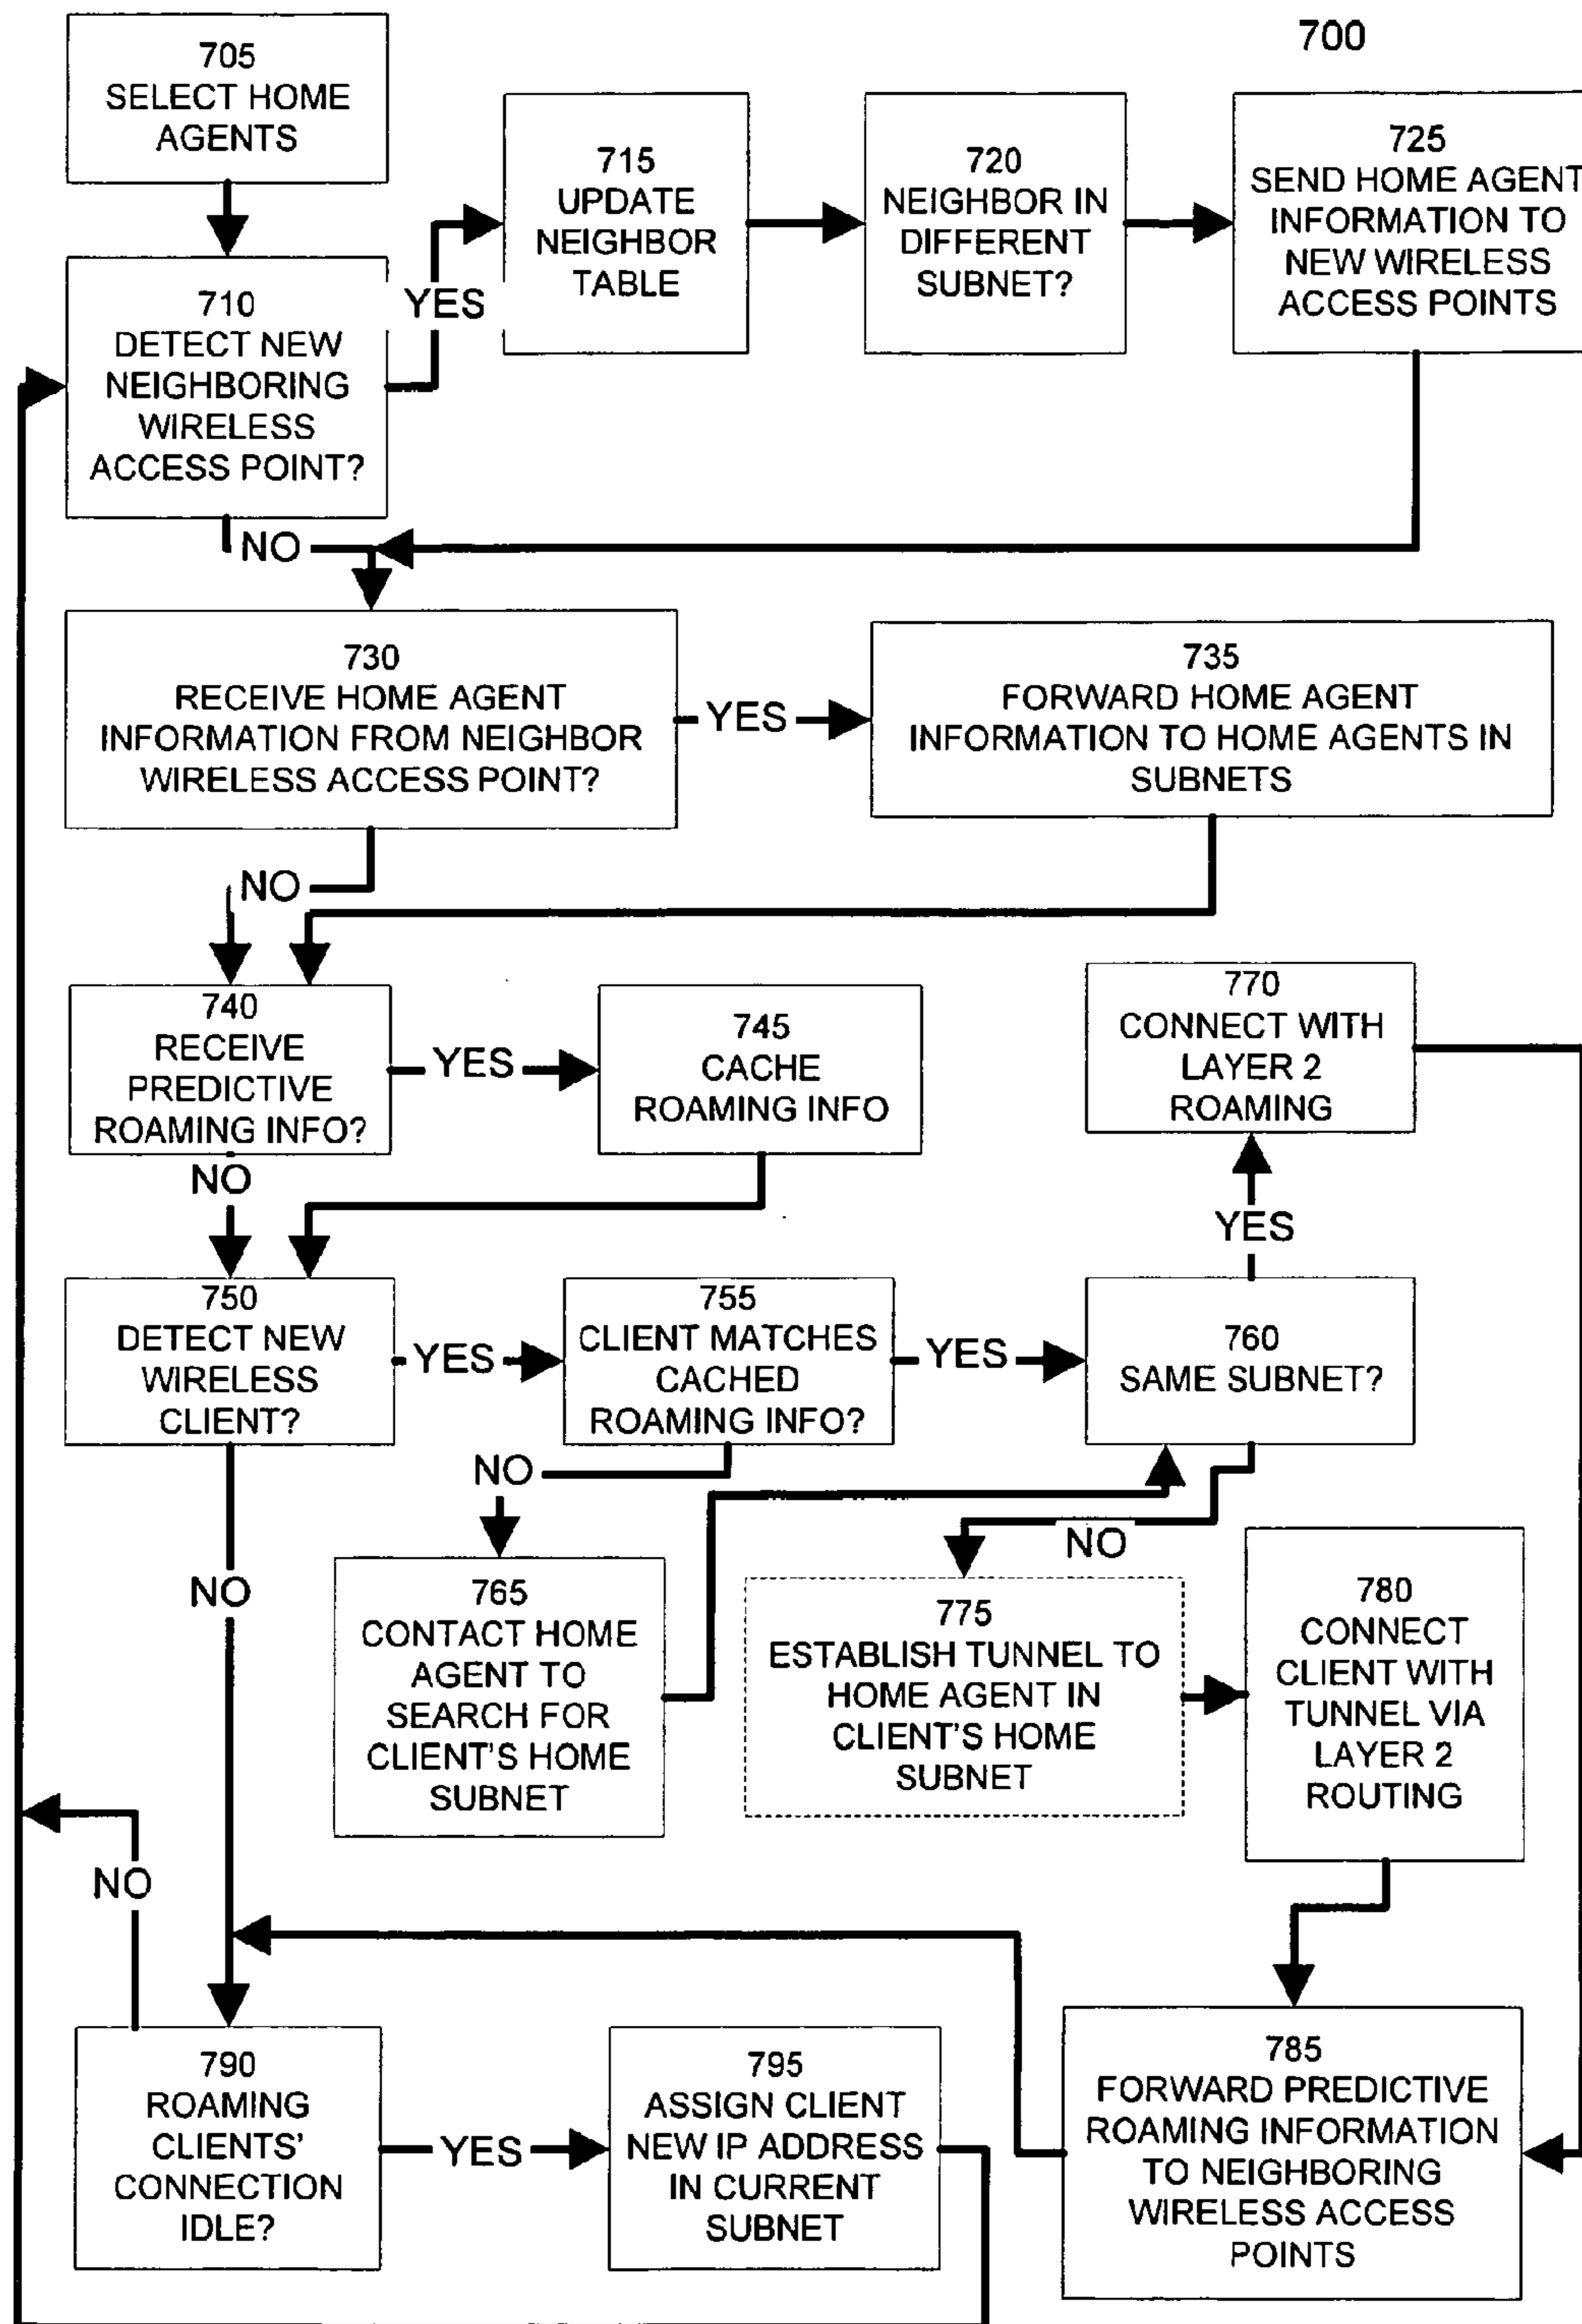 700
705
SELECT HOME
AGENTS
710
DETECT NEW
NEIGHBORING
WIRELESS
ACCESS POINT?
YES
715
UPDATE
NEIGHBOR
TABLE
720
NEIGHBOR IN
DIFFERENT
SUBNET?
725
SEND HOME AGENT
INFORMATION TO
NEW WIRELESS
ACCESS POINTS
NO
730
RECEIVE HOME AGENT
INFORMATION FROM NEIGHBOR
WIRELESS ACCESS POINT?
YES
735
FORWARD HOME AGENT
INFORMATION TO HOME AGENTS IN
SUBNETS
NO
740
RECEIVE
PREDICTIVE
ROAMING INFO?
YES
745
CACHE
ROAMING INFO
770
CONNECT WITH
LAYER 2
ROAMING
NO
YES
750
DETECT NEW
WIRELESS
CLIENT?
YES
755
CLIENT MATCHES
CACHED
ROAMING INFO?
YES
760
SAME SUBNET?
NO
NO
NO
765
CONTACT HOME
AGENT TO
SEARCH FOR
CLIENT'S HOME
SUBNET
775
ESTABLISH TUNNEL TO
HOME AGENT IN
CLIENT'S HOME
SUBNET
780
CONNECT
CLIENT WITH
TUNNEL VIA
LAYER 2
ROUTING
NO
790
ROAMING
CLIENTS'
CONNECTION
IDLE?
YES
795
ASSIGN CLIENT
NEW IP ADDRESS
IN CURRENT
SUBNET
785
FORWARD PREDICTIVE
ROAMING INFORMATION
TO NEIGHBORING
WIRELESS ACCESS
POINTS